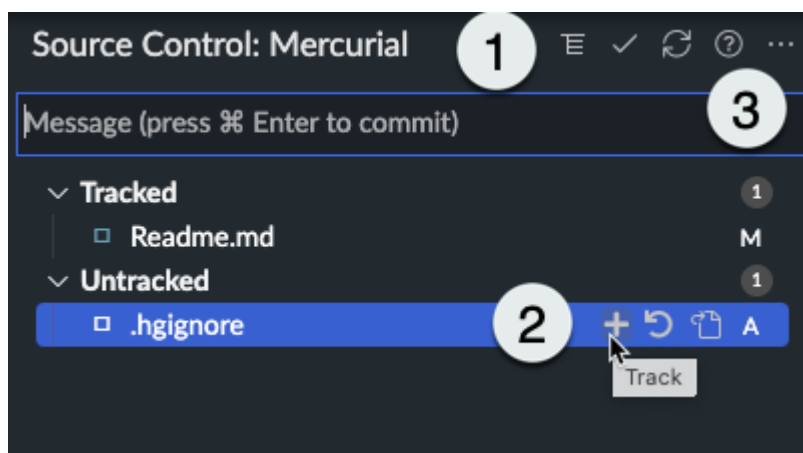 Source Control: Mercurial 1
Message (press ⌘ Enter to commit) 3
Tracked 1
Readme.md M
Untracked 1
.hgignore 2 A
Track